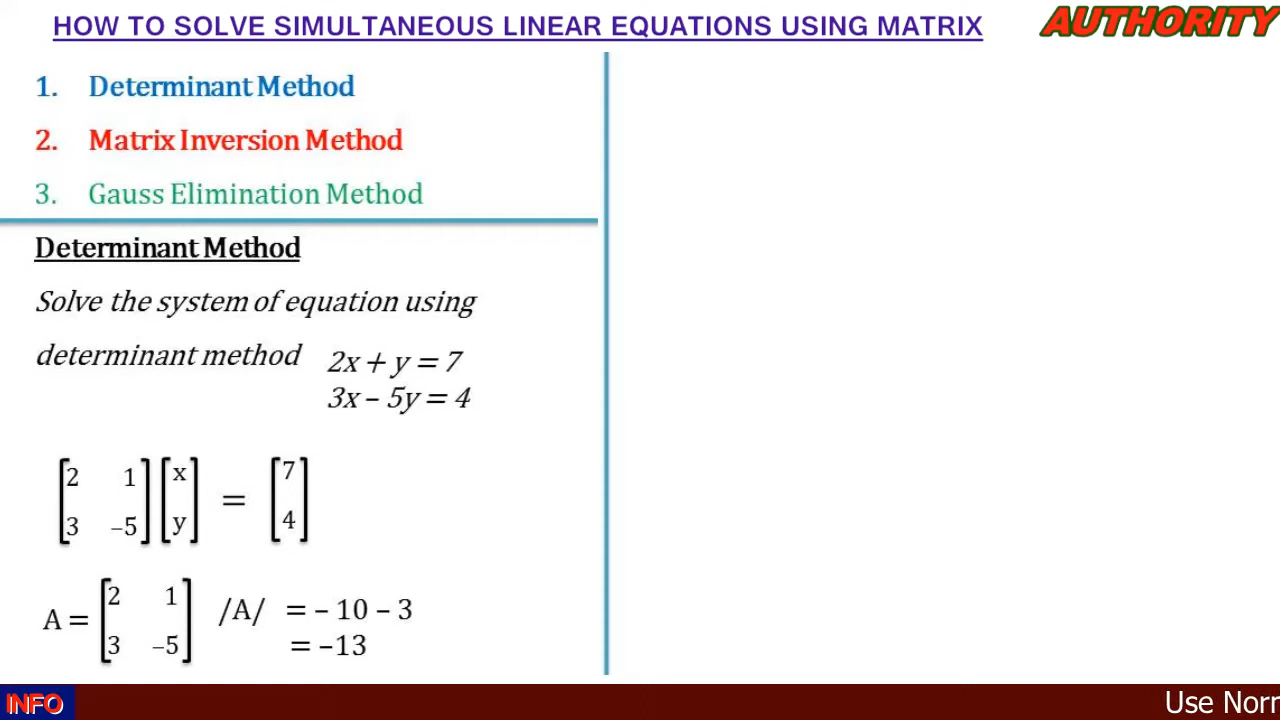 HOW TO SOLVE SIMULTANEOUS LINEAR EQUATIONS USING MATRIX
AUTHORITY
1. Determinant Method
2. Matrix Inversion Method
3. Gauss Elimination Method
Determinant Method
Solve the system of equation using
determinant method 2x + y = 7
3x – 5y = 4
[2 1] [x] = [7]
[3 –5] [y] [4]
A = [2 1] /A/ = – 10 – 3
[3 –5] = –13
INFO
Use Norr